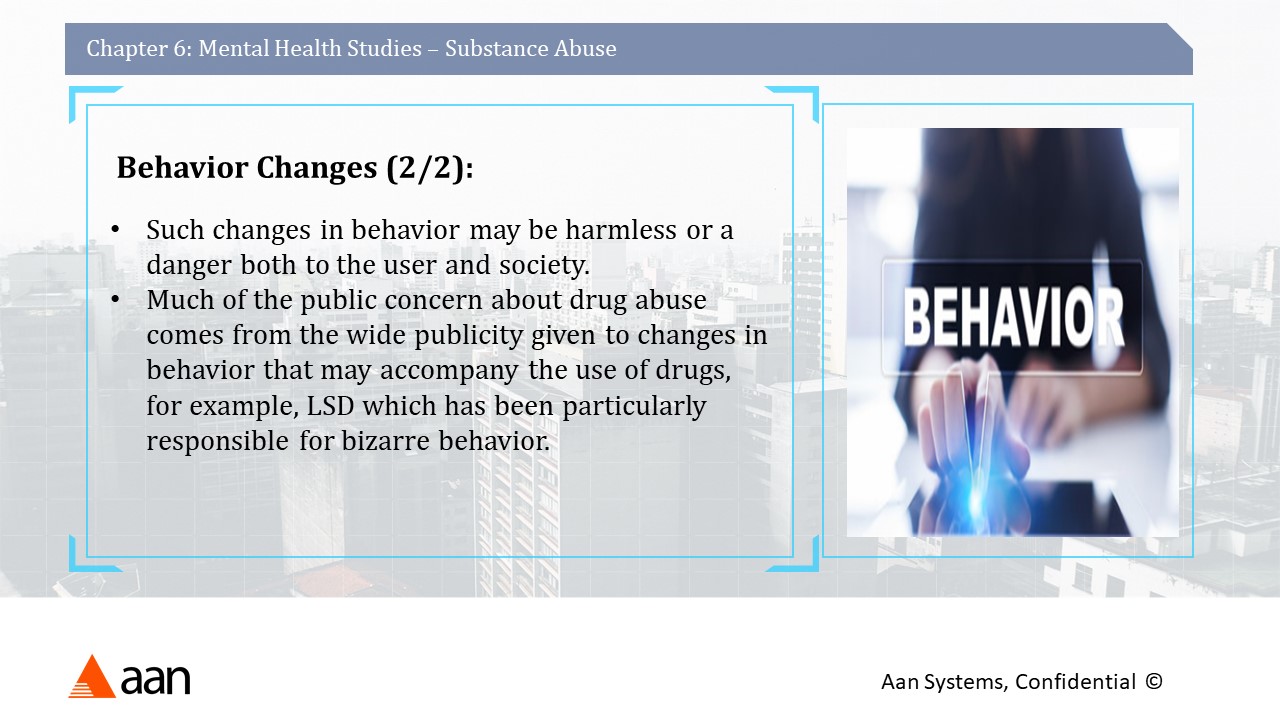 Chapter 6: Mental Health Studies – Substance Abuse
Behavior Changes (2/2):
• Such changes in behavior may be harmless or a
danger both to the user and society.
• Much of the public concern about drug abuse
comes from the wide publicity given to changes in
behavior that may accompany the use of drugs,
for example, LSD which has been particularly
responsible for bizarre behavior.
BEHAVIOR
aan
Aan Systems, Confidential ©